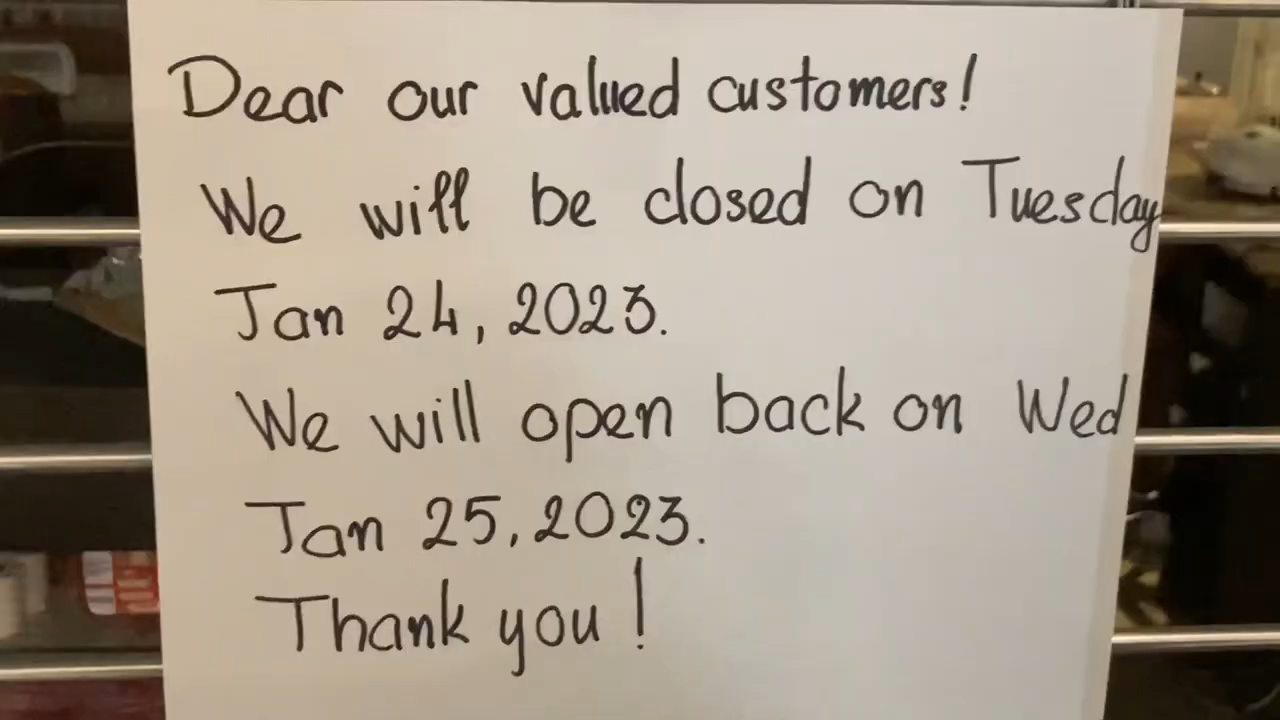 Dear our valued customers!
We will be closed on Tuesday
Jan 24, 2023.
We will open back on Wed
Jan 25, 2023.
Thank you!